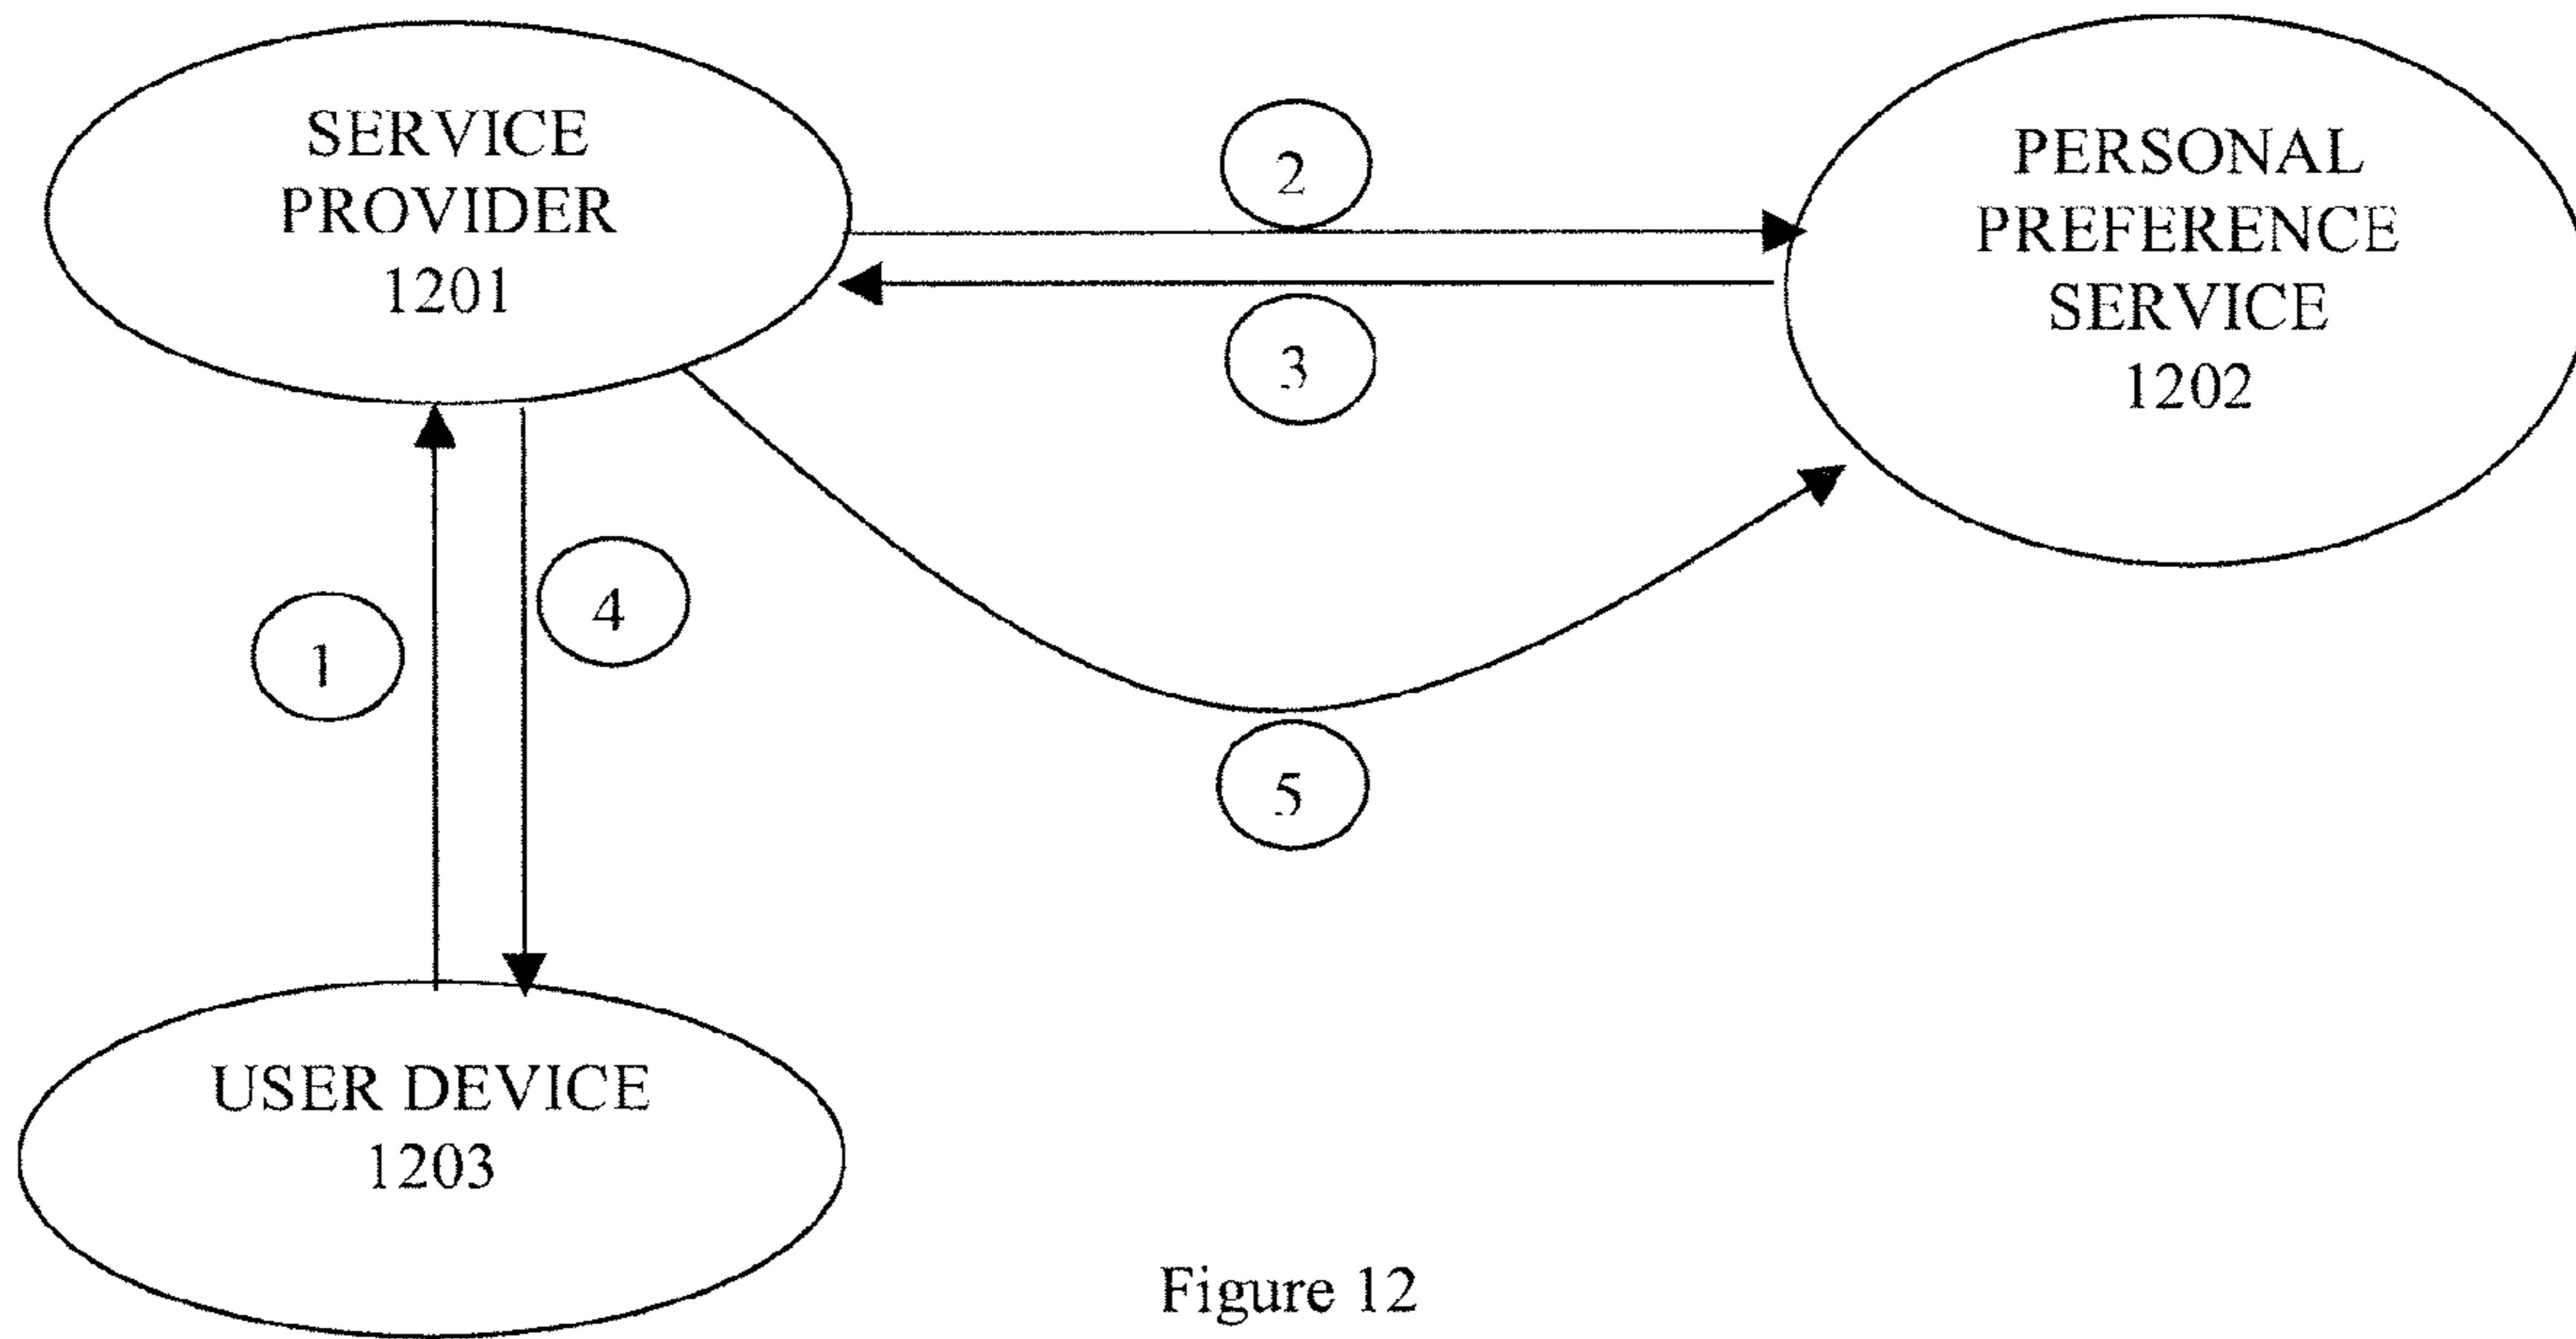 SERVICE
PROVIDER
1201
2
PERSONAL
PREFERENCE
SERVICE
1202
3
1
4
5
USER DEVICE
1203
Figure 12